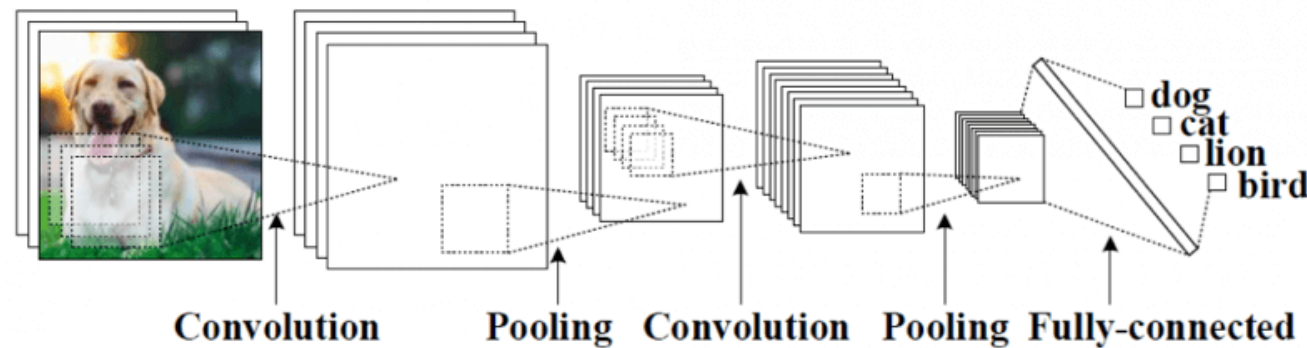 dog
cat
lion
bird
Convolution Pooling Convolution Pooling Fully-connected